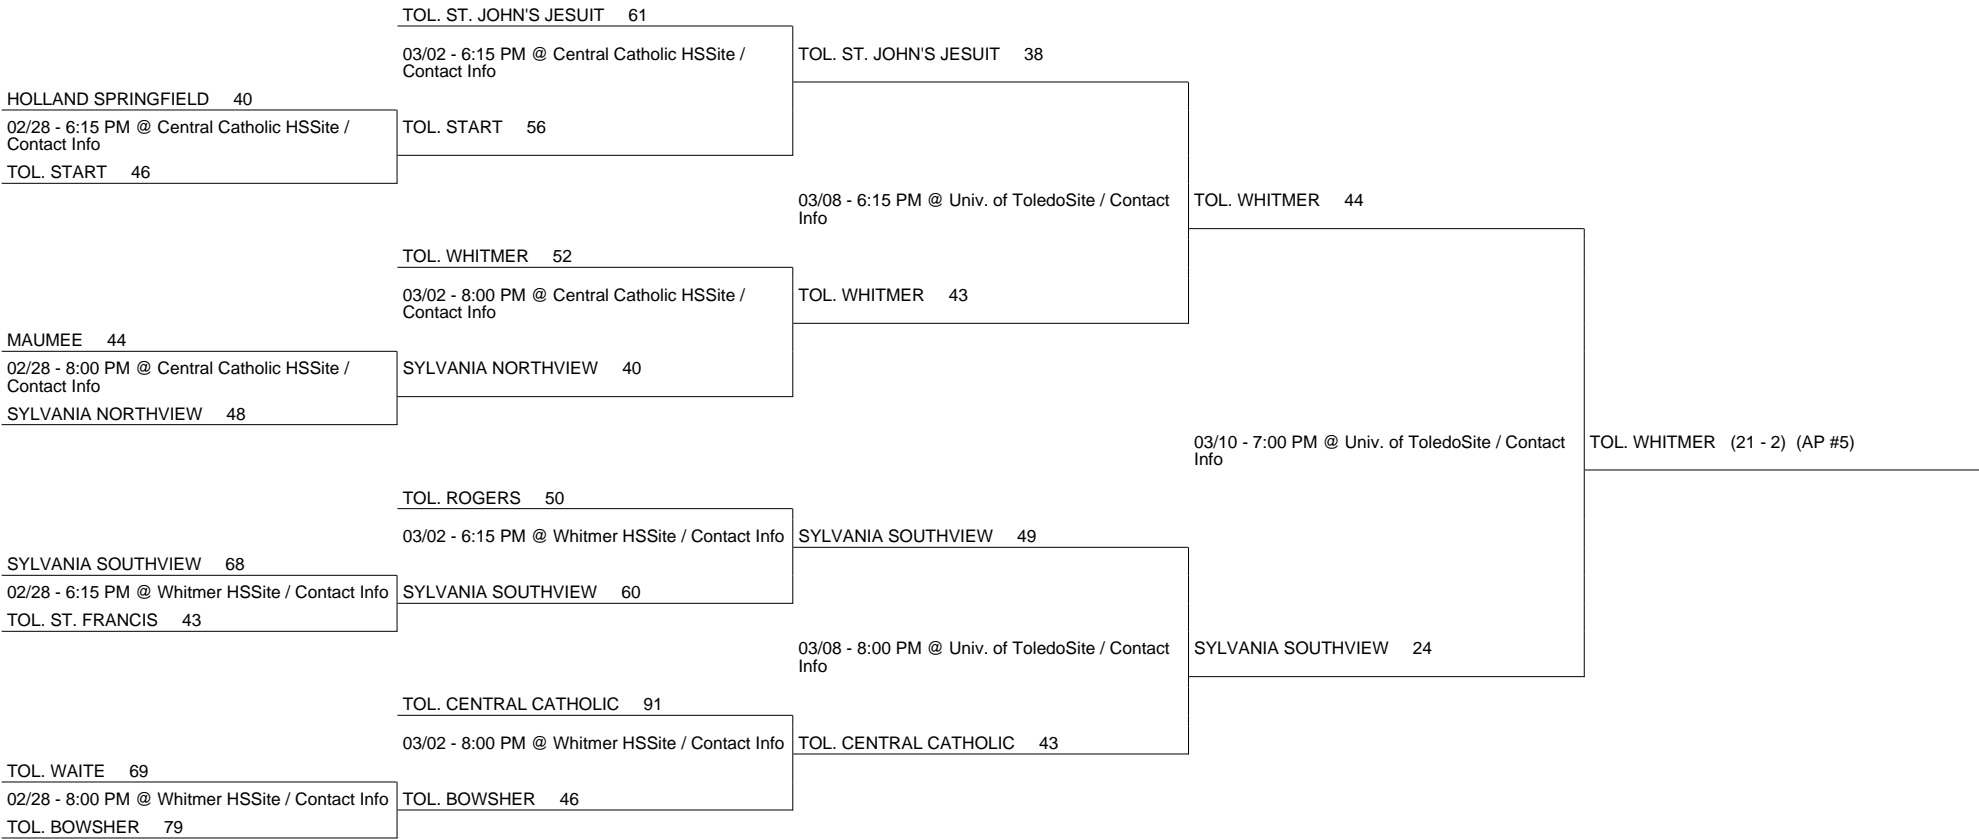 TOL. ST. JOHN'S JESUIT 61
03/02 - 6:15 PM @ Central Catholic HSSite /
Contact Info
TOL. ST. JOHN'S JESUIT 38
HOLLAND SPRINGFIELD 40
02/28 - 6:15 PM @ Central Catholic HSSite /
Contact Info
TOL. START 56
TOL. START 46
03/08 - 6:15 PM @ Univ. of ToledoSite / Contact
Info
TOL. WHITMER 44
TOL. WHITMER 52
03/02 - 8:00 PM @ Central Catholic HSSite /
Contact Info
TOL. WHITMER 43
MAUMEE 44
02/28 - 8:00 PM @ Central Catholic HSSite /
Contact Info
SYLVANIA NORTHVIEW 40
SYLVANIA NORTHVIEW 48
03/10 - 7:00 PM @ Univ. of ToledoSite / Contact
Info
TOL. WHITMER (21 - 2) (AP #5)
TOL. ROGERS 50
03/02 - 6:15 PM @ Whitmer HSSite / Contact Info
SYLVANIA SOUTHVIEW 49
SYLVANIA SOUTHVIEW 68
02/28 - 6:15 PM @ Whitmer HSSite / Contact Info
SYLVANIA SOUTHVIEW 60
TOL. ST. FRANCIS 43
03/08 - 8:00 PM @ Univ. of ToledoSite / Contact
Info
SYLVANIA SOUTHVIEW 24
TOL. CENTRAL CATHOLIC 91
03/02 - 8:00 PM @ Whitmer HSSite / Contact Info
TOL. CENTRAL CATHOLIC 43
TOL. WAITE 69
02/28 - 8:00 PM @ Whitmer HSSite / Contact Info
TOL. BOWSHER 46
TOL. BOWSHER 79